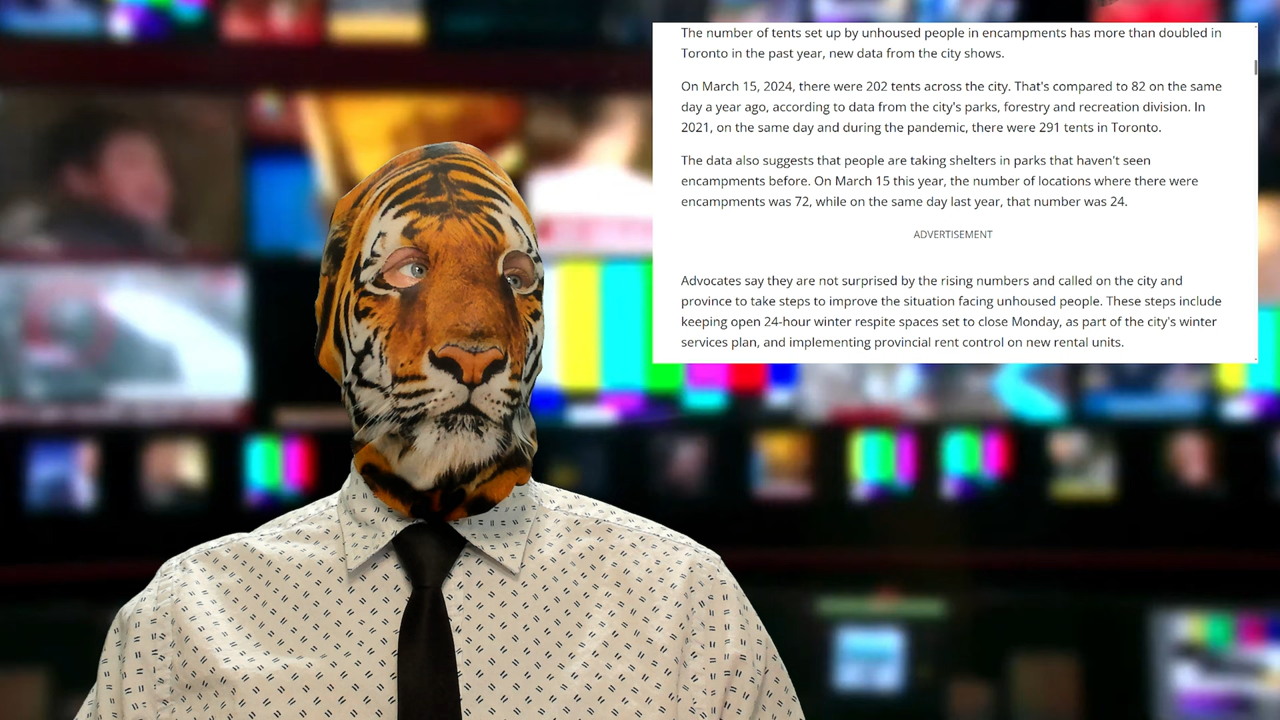 The number of tents set up by unhoused people in encampments has more than doubled in
Toronto in the past year, new data from the city shows.
On March 15, 2024, there were 202 tents across the city. That's compared to 82 on the same
day a year ago, according to data from the city's parks, forestry and recreation division. In
2021, on the same day and during the pandemic, there were 291 tents in Toronto.
The data also suggests that people are taking shelters in parks that haven't seen
encampments before. On March 15 this year, the number of locations where there were
encampments was 72, while on the same day last year, that number was 24.
ADVERTISEMENT
Advocates say they are not surprised by the rising numbers and called on the city and
province to take steps to improve the situation facing unhoused people. These steps include
keeping open 24-hour winter respite spaces set to close Monday, as part of the city's winter
services plan, and implementing provincial rent control on new rental units.